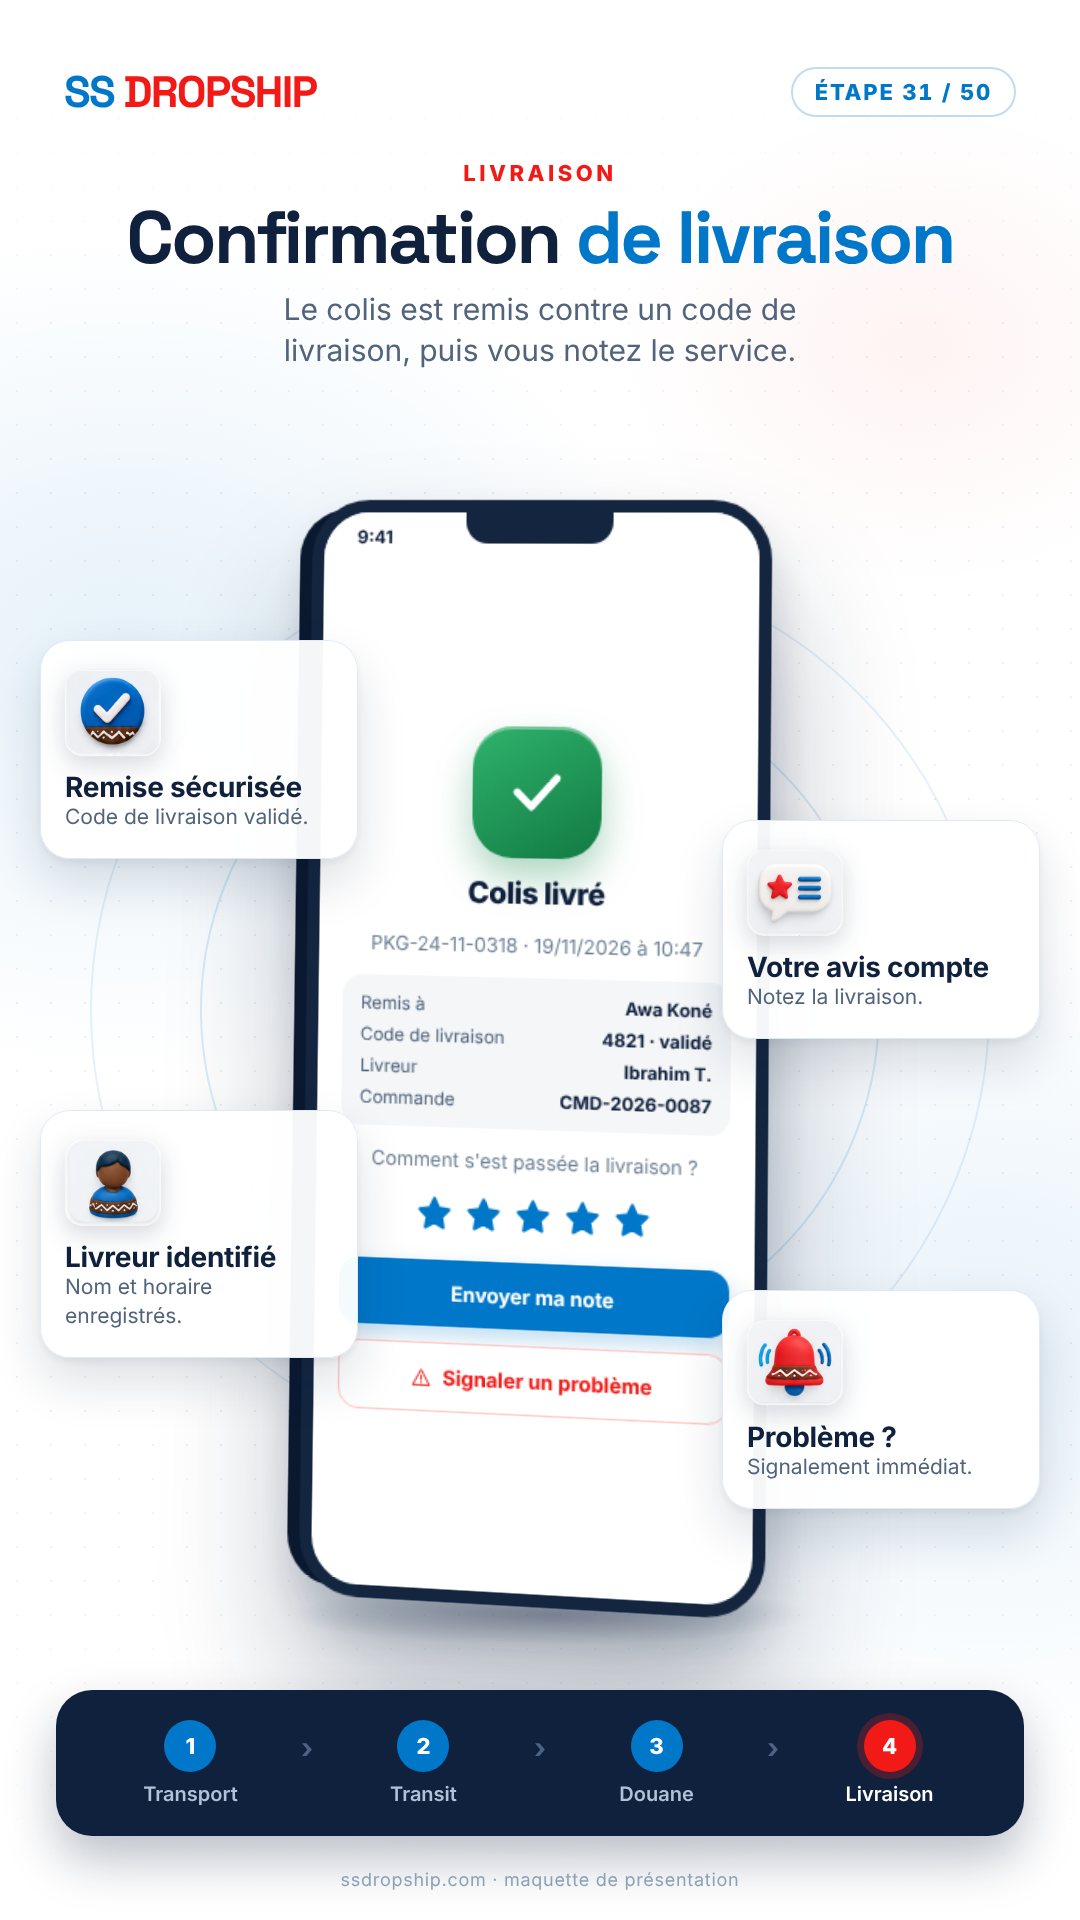 SS DROPSHIP
ÉTAPE 31 / 50
LIVRAISON
Confirmation de livraison
Le colis est remis contre un code de
livraison, puis vous notez le service.
9:41
Remise sécurisée
Code de livraison validé.
Colis livré
PKG-24-11-0318 · 19/11/2026 à 10:47
Votre avis compte
Notez la livraison.
Remis à Awa Koné
Code de livraison 4821 · validé
Livreur Ibrahim T.
Commande CMD-2026-0087
Comment s'est passée la livraison ?
Livreur identifié
Nom et horaire
enregistrés.
Envoyer ma note
⚠ Signaler un problème
Problème ?
Signalement immédiat.
1 › 2 › 3 › 4
Transport Transit Douane Livraison
ssdropship.com · maquette de présentation